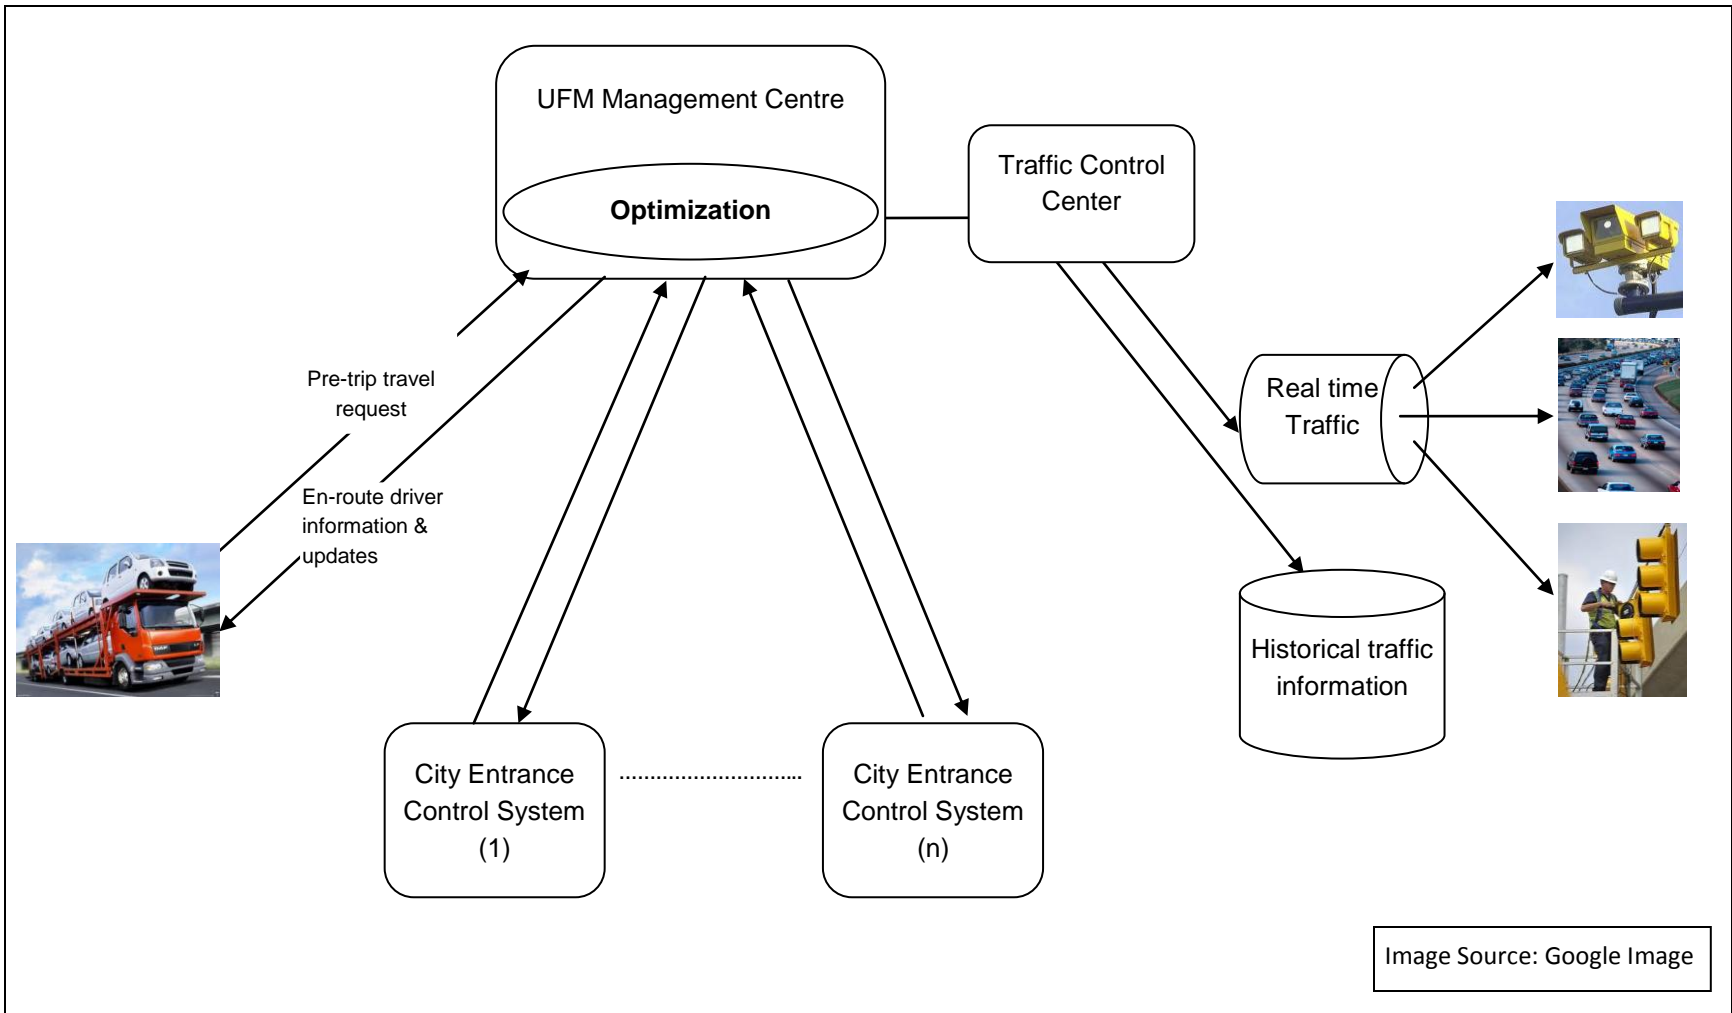 UFM Management Centre
Optimization
Traffic Control
Center
Pre-trip travel
request
En-route driver
information &
updates
Real time
Traffic
Historical traffic
information
City Entrance
Control System
(1)
..............................
City Entrance
Control System
(n)
Image Source: Google Image